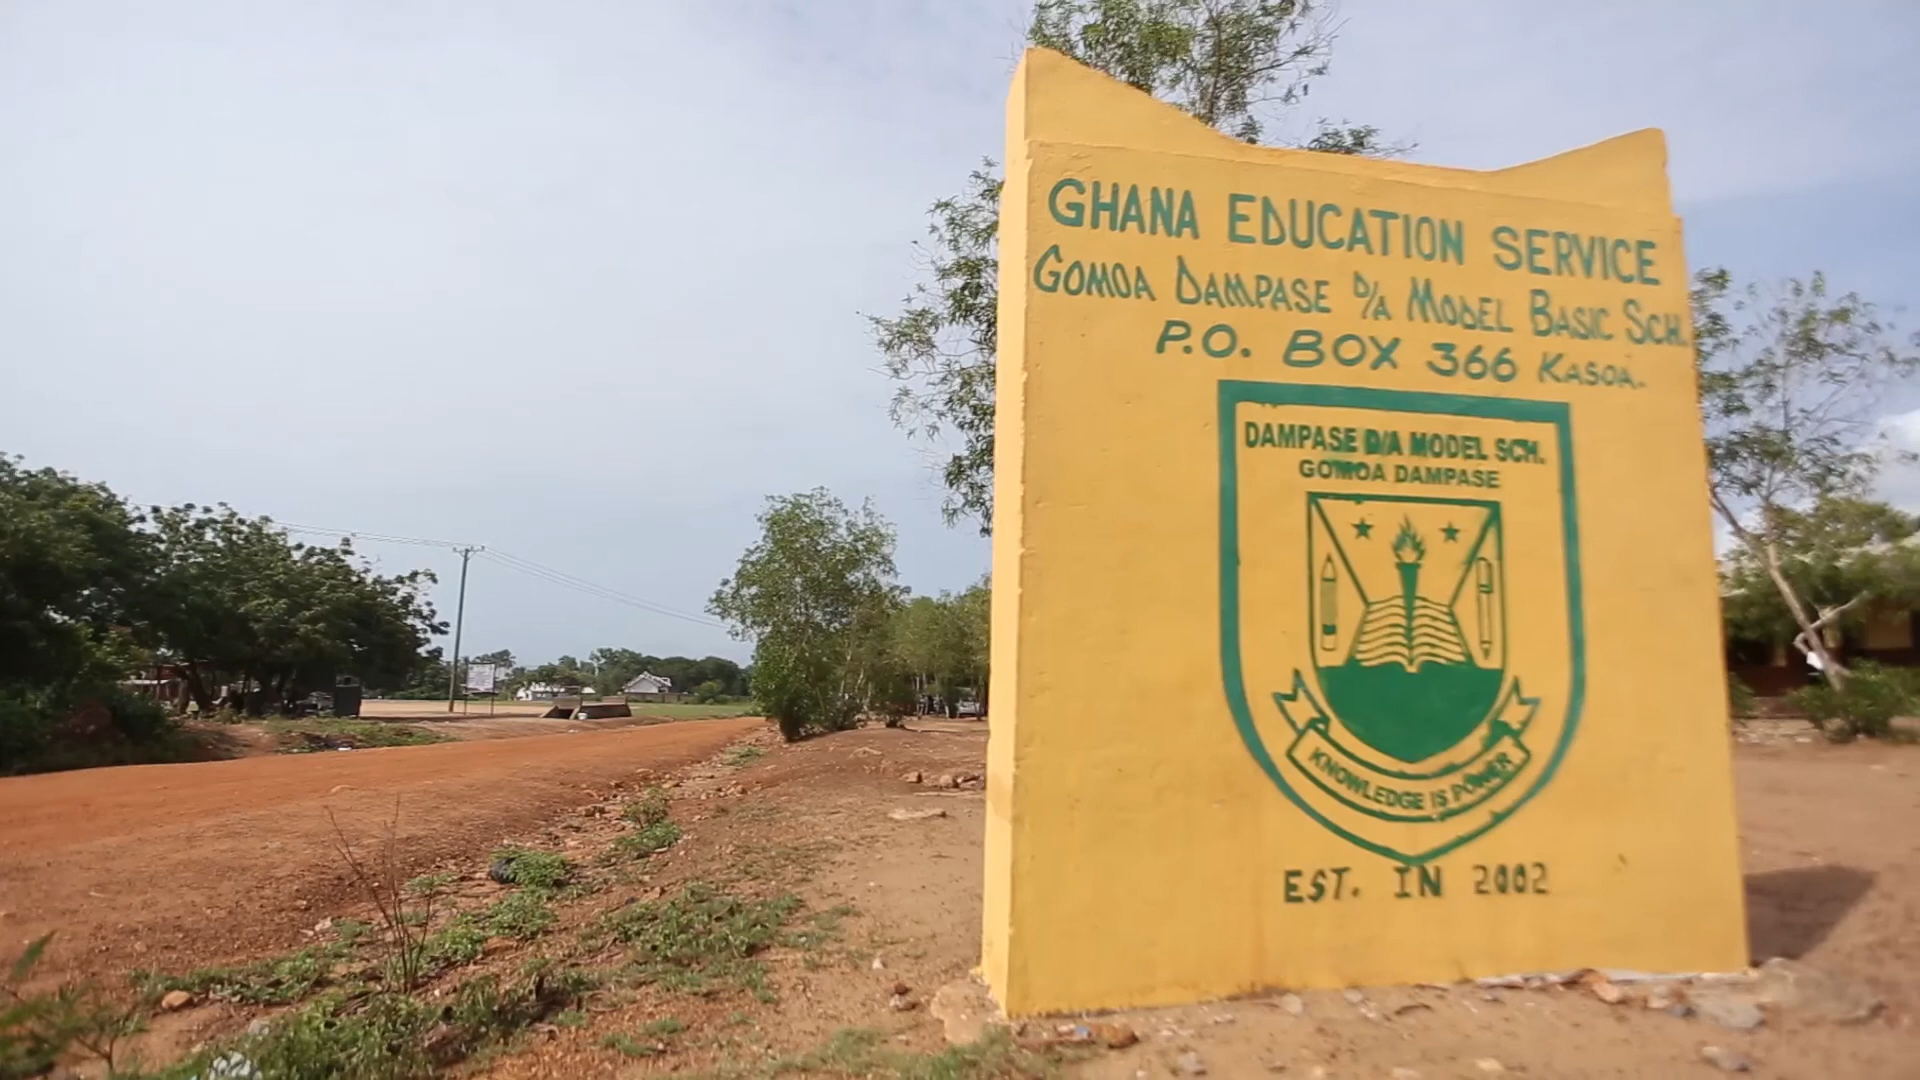 GHANA EDUCATION SERVICE
GOMOA DAMPASE D/A MODEL BASIC SCH.
P.O. BOX 366 KASOA.
DAMPASE D/A MODEL SCH.
GOMOA DAMPASE
KNOWLEDGE IS POWER
EST. IN 2002